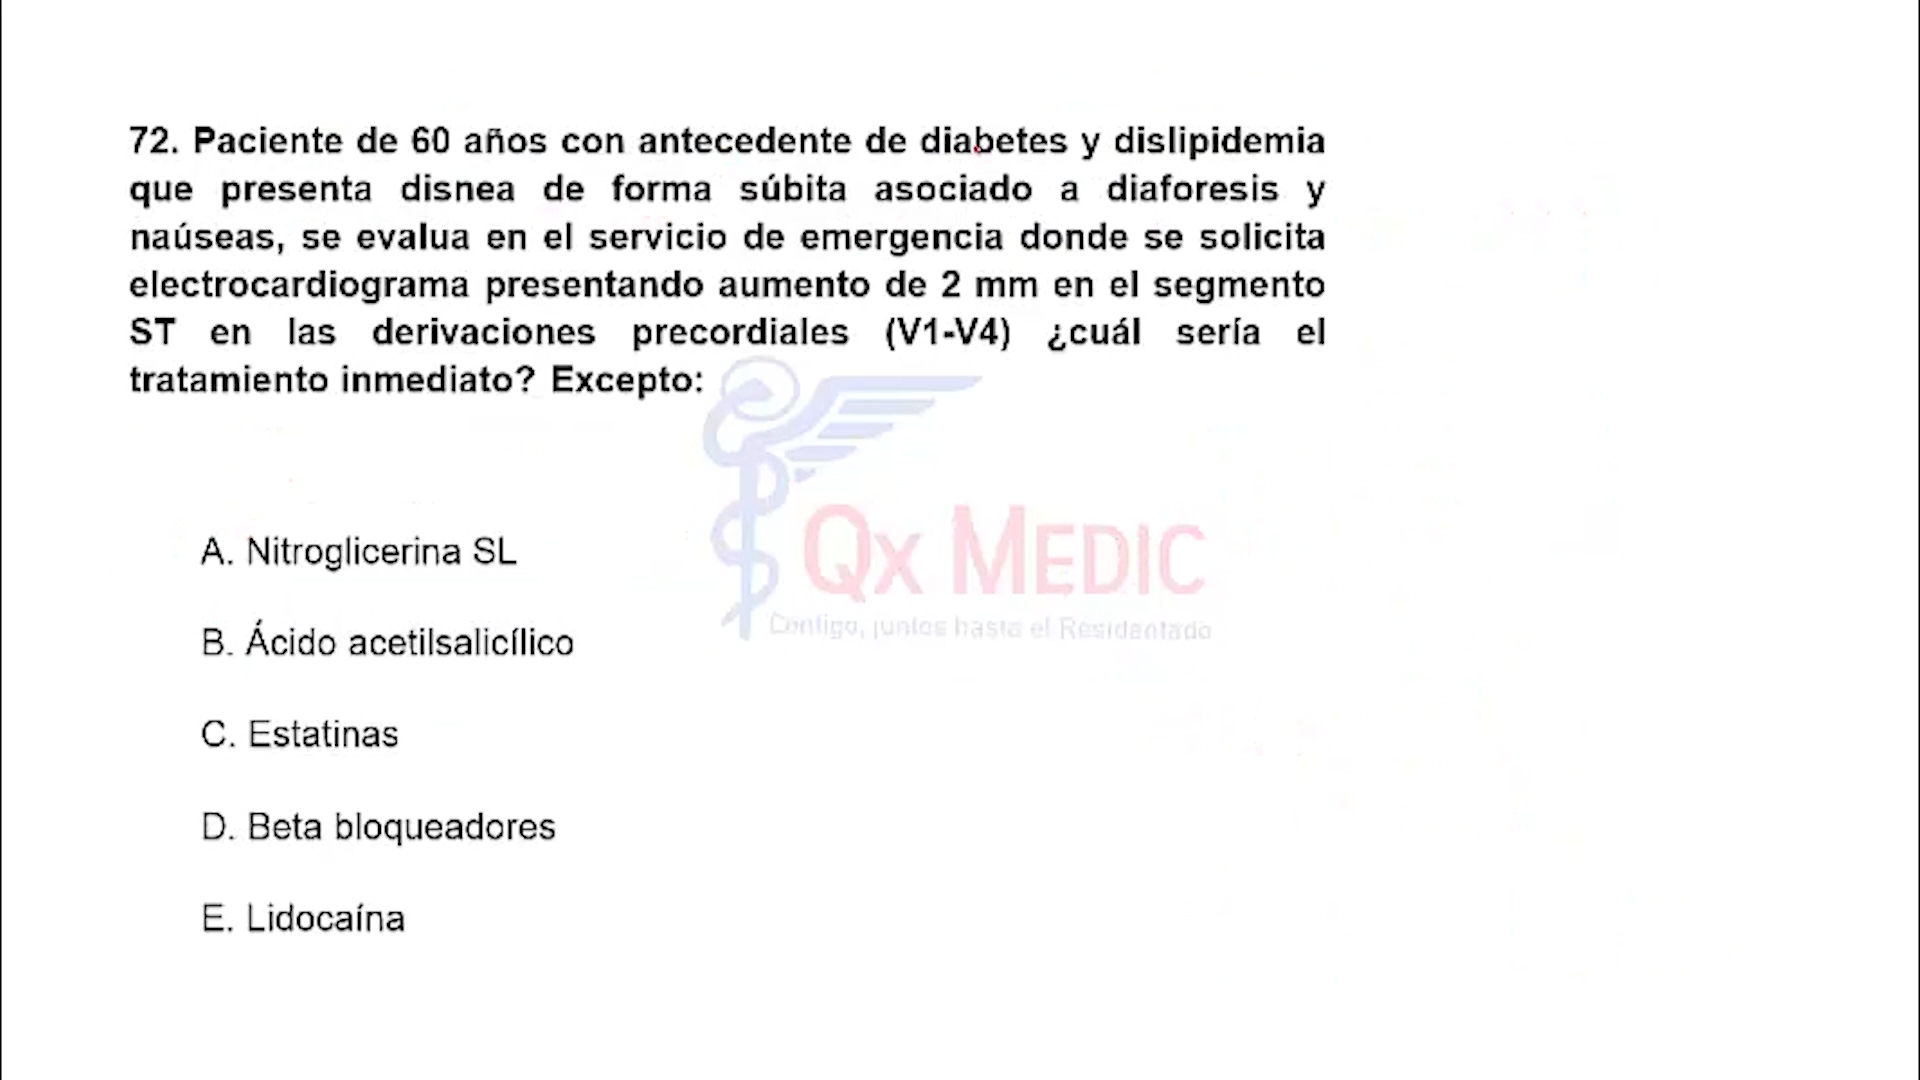 72. Paciente de 60 años con antecedente de diabetes y dislipidemia
que presenta disnea de forma súbita asociado a diaforesis y
naúseas, se evalua en el servicio de emergencia donde se solicita
electrocardiograma presentando aumento de 2 mm en el segmento
ST en las derivaciones precordiales (V1-V4) ¿cuál sería el
tratamiento inmediato? Excepto:
A. Nitroglicerina SL
QX MEDIC
Contigo, juntos hasta el Residentado
B. Ácido acetilsalicílico
C. Estatinas
D. Beta bloqueadores
E. Lidocaína